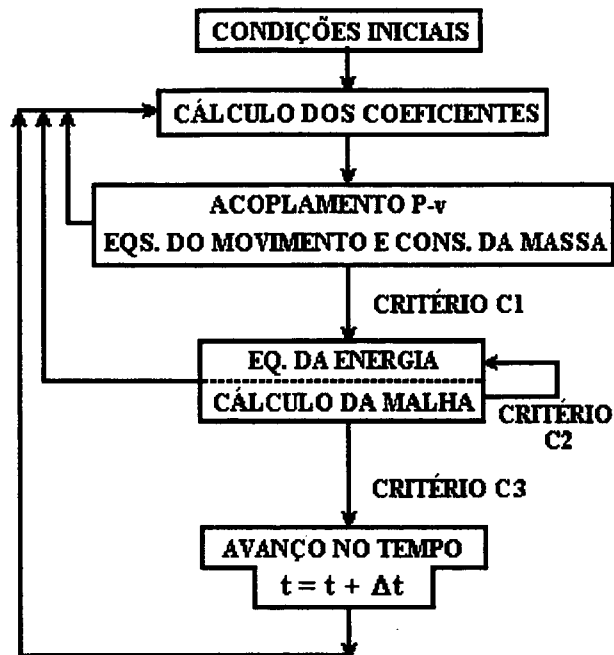 CONDIÇÕES INICIAIS
CÁLCULO DOS COEFICIENTES
ACOPLAMENTO P-v
EQS. DO MOVIMENTO E CONS. DA MASSA
CRITÉRIO C1
EQ. DA ENERGIA
CÁLCULO DA MALHA
CRITÉRIO
C2
CRITÉRIO C3
AVANÇO NO TEMPO
t = t + Δt